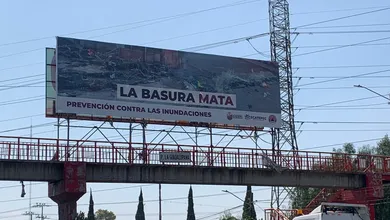 LA BASURA MATA
PREVENCIÓN CONTRA LAS INUNDACIONES